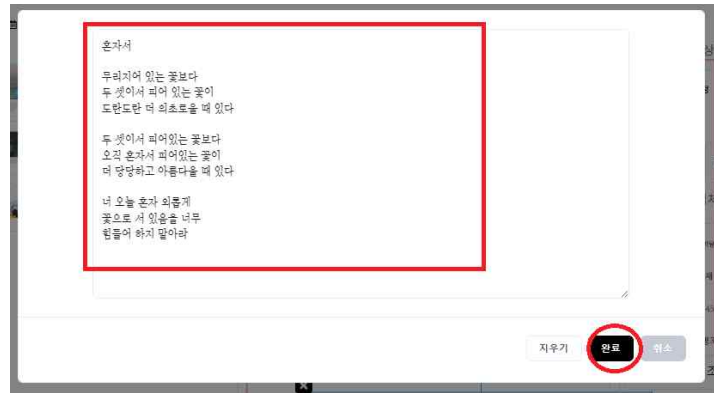 혼자서
무리지어 있는 꽃보다
두 셋이서 피어 있는 꽃이
도란도란 더 의초로울 때 있다
두 셋이서 피어있는 꽃보다
오직 혼자서 피어있는 꽃이
더 당당하고 아름다울 때 있다
너 오늘 혼자 외롭게
꽃으로 서 있음을 너무
힘들어 하지 말아라
지우기 완료 취소